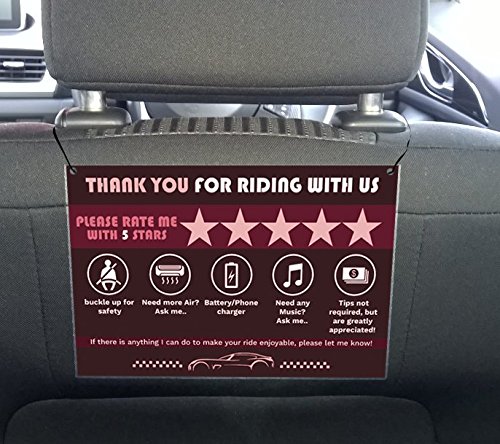 THANK YOU FOR RIDING WITH US
PLEASE RATE ME
WITH 5 STARS
buckle up for
safety
Need more Air?
Ask me..
Battery/Phone
charger
Need any
Music?
Ask me..
$
Tips not
required, but
are greatly
appreciated!
If there is anything I can do to make your ride enjoyable, please let me know!